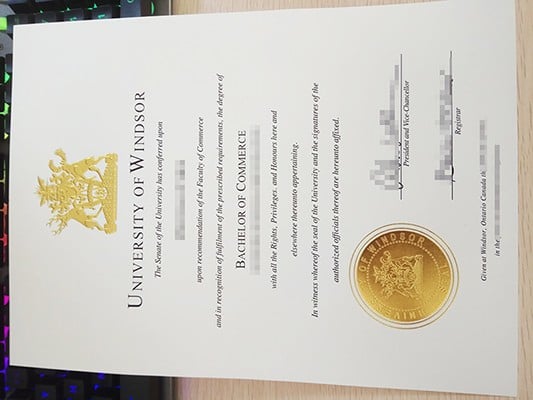 UNIVERSITY OF WINDSOR
The Senate of the University has conferred upon
upon recommendation of the Faculty of Commerce
and in recognition of fulfilment of the prescribed requirements, the degree of
BACHELOR OF COMMERCE
with all the Rights, Privileges, and Honours here and
elsewhere thereunto appertaining.
In witness whereof the seal of the University and the signatures of the
authorized officials thereof are hereunto affixed.
President and Vice-Chancellor
Registrar
Given at Windsor, Ontario Canada th
in the
OF WINDSOR